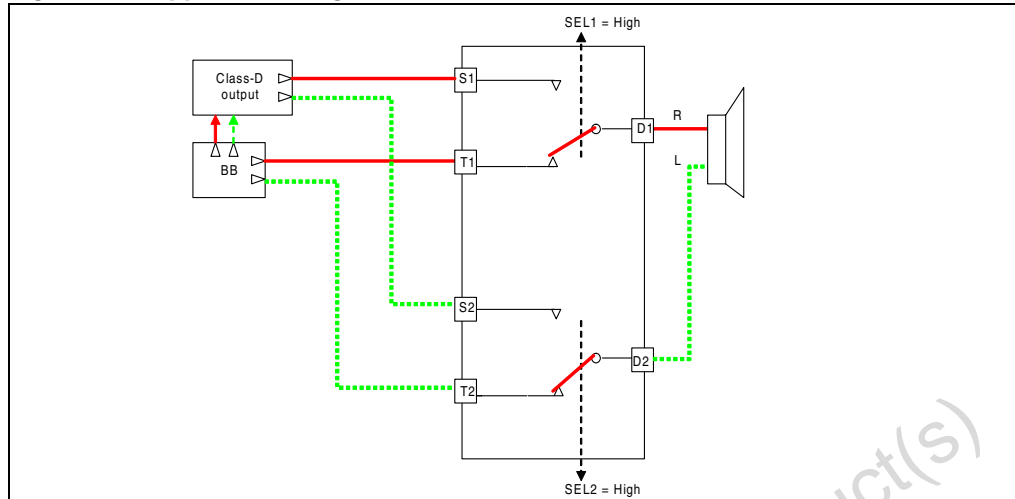 SEL1 = High
Class-D
output
S1
R
D1
T1
L
BB
S2
D2
T2
SEL2 = High